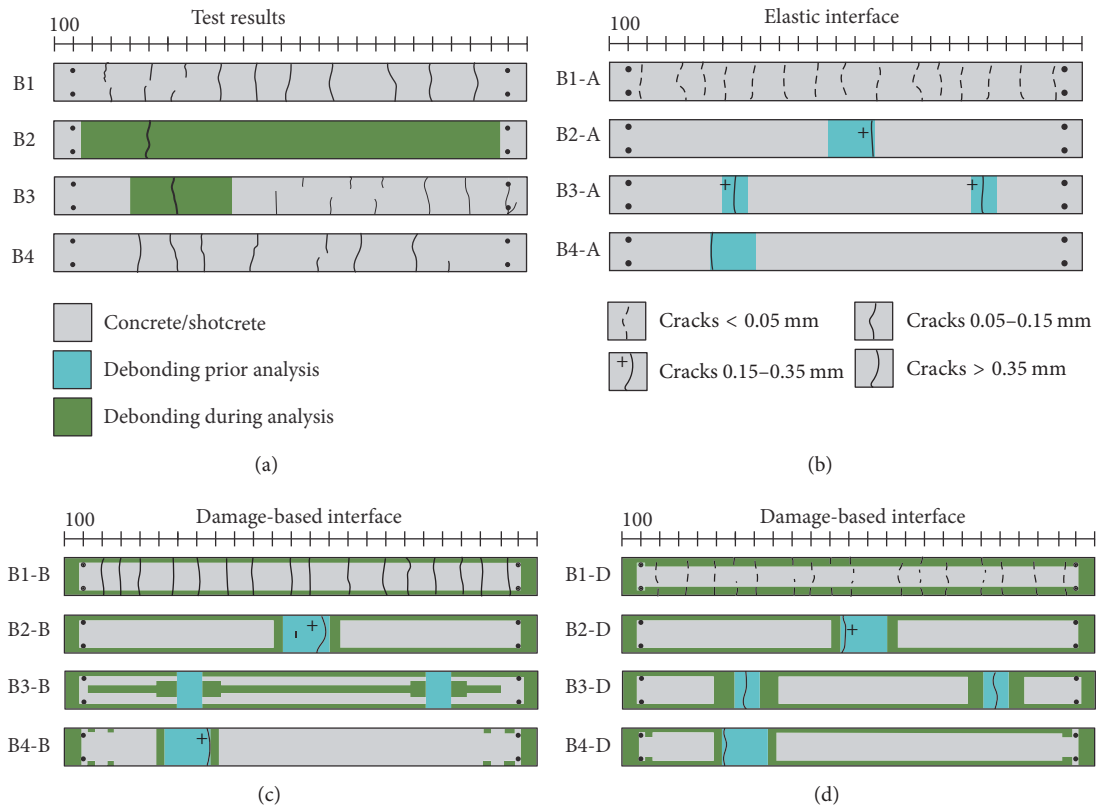 Test results
100
B1
B2
B3
B4
Concrete/shotcrete
Debonding prior analysis
Debonding during analysis
(a)
Elastic interface
100
B1-A
B2-A
B3-A
B4-A
Cracks < 0.05 mm
Cracks 0.05–0.15 mm
+
Cracks 0.15–0.35 mm
Cracks > 0.35 mm
(b)
Damage-based interface
100
B1-B
B2-B
B3-B
B4-B
(c)
Damage-based interface
100
B1-D
B2-D
B3-D
B4-D
(d)